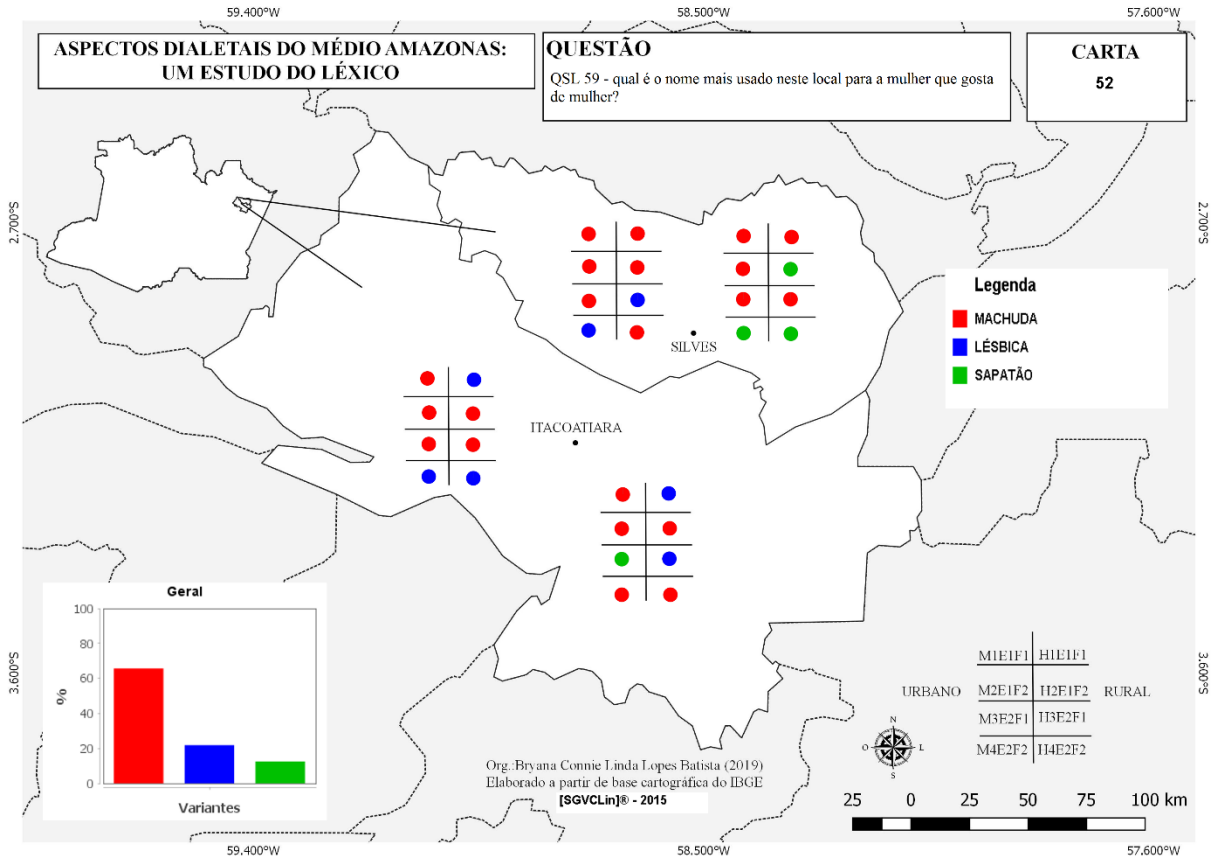 59.400°W
58.500°W
57.600°W
ASPECTOS DIALETAIS DO MÉDIO AMAZONAS:
UM ESTUDO DO LÉXICO
QUESTÃO
QSL 59 - qual é o nome mais usado neste local para a mulher que gosta
de mulher?
CARTA
52
2.700°S
2.700°S
Legenda
MACHUDA
LÉSBICA
SAPATÃO
SILVES
ITACOATIARA
Geral
100
80
60
40
20
0
%
Variantes
3.600°S
3.600°S
M1E1F1 H1E1F1
URBANO M2E1F2 H2E1F2 RURAL
M3E2F1 H3E2F1
M4E2F2 H4E2F2
N
O L
S
Org.:Bryana Connie Linda Lopes Batista (2019)
Elaborado a partir de base cartográfica do IBGE
[SGVCLin]® - 2015
25 0 25 50 75 100 km
59.400°W
58.500°W
57.600°W